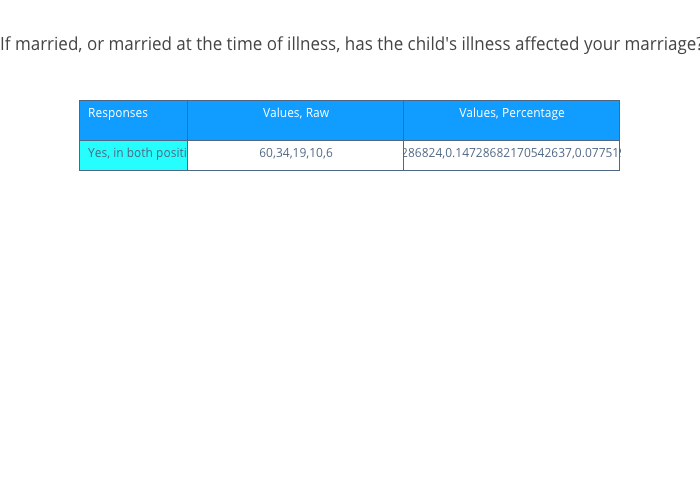 If married, or married at the time of illness, has the child's illness affected your marriage?
Responses Values, Raw Values, Percentage
Yes, in both positi 60,34,19,10,6 286824,0.14728682170542637,0.07751